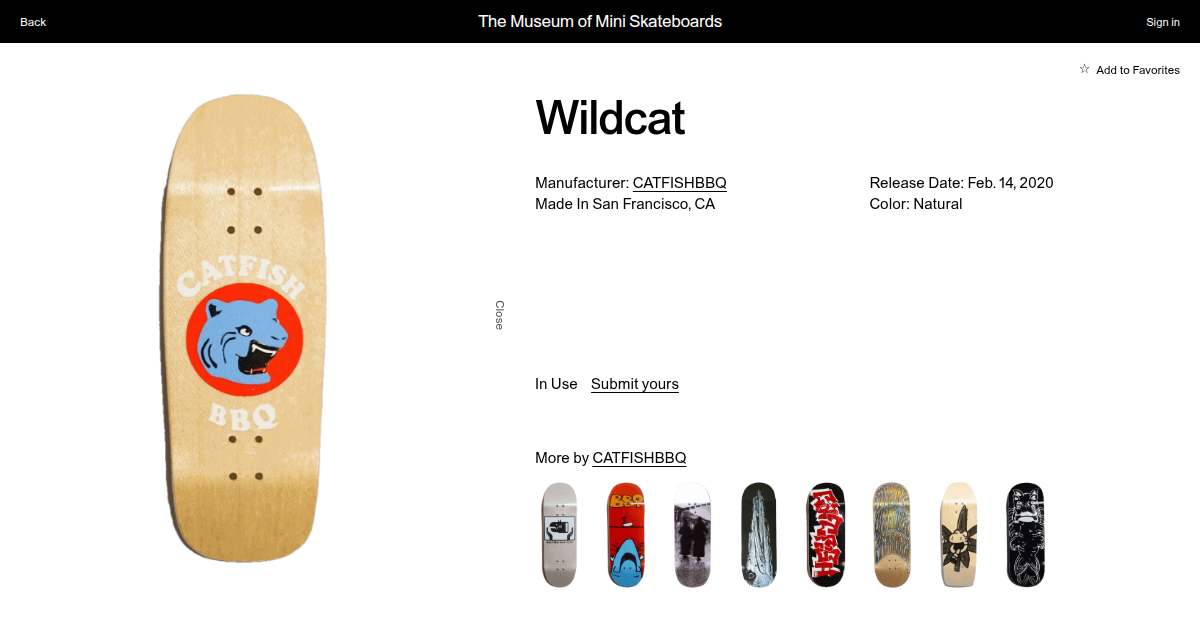 Back
The Museum of Mini Skateboards
Sign in
☆ Add to Favorites
CATFISH
BBQ
Close
Wildcat
Manufacturer: CATFISHBBQ
Made In San Francisco, CA
Release Date: Feb. 14, 2020
Color: Natural
In Use Submit yours
More by CATFISHBBQ
BBQ